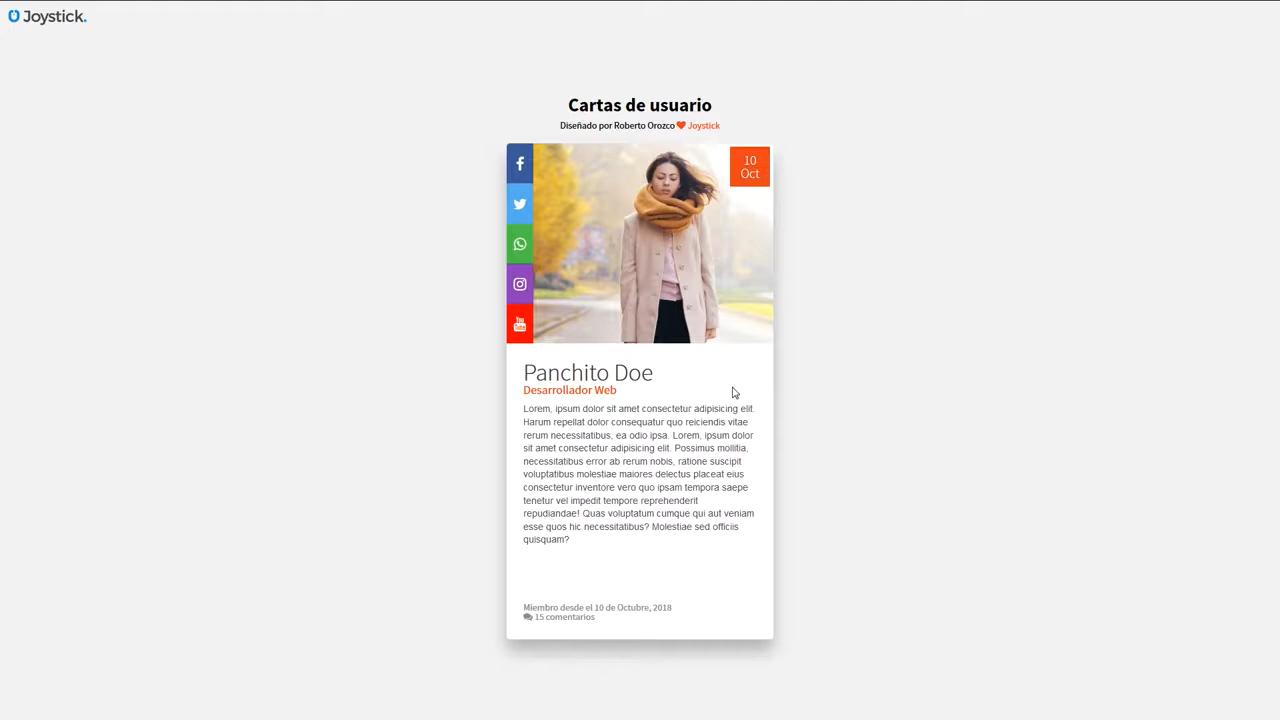 Joystick.
Cartas de usuario
Diseñado por Roberto Orozco Joystick
10
Oct
You
Tube
Panchito Doe
Desarrollador Web
Lorem, ipsum dolor sit amet consectetur adipisicing elit.
Harum repellat dolor consequatur quo reiciendis vitae
rerum necessitatibus, ea odio ipsa. Lorem, ipsum dolor
sit amet consectetur adipisicing elit. Possimus mollitia,
necessitatibus error ab rerum nobis, ratione suscipit
voluptatibus molestiae maiores delectus placeat eius
consectetur inventore vero quo ipsam tempora saepe
tenetur vel impedit tempore reprehenderit
repudiandae! Quas voluptatum cumque qui aut veniam
esse quos hic necessitatibus? Molestiae sed officiis
quisquam?
Miembro desde el 10 de Octubre, 2018
15 comentarios